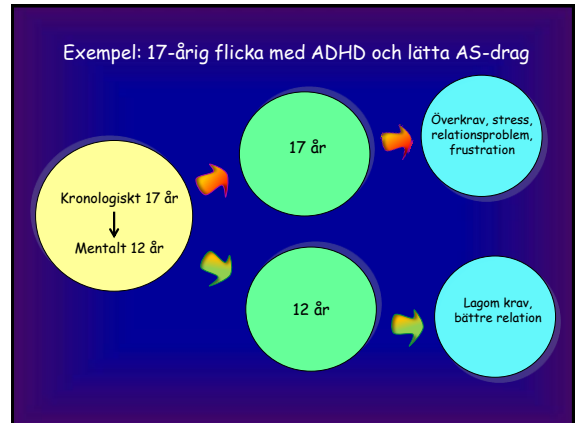 Exempel: 17-årig flicka med ADHD och lätta AS-drag
Kronologiskt 17 år
Mentalt 12 år
17 år
Överkrav, stress,
relationsproblem,
frustration
12 år
Lagom krav,
bättre relation